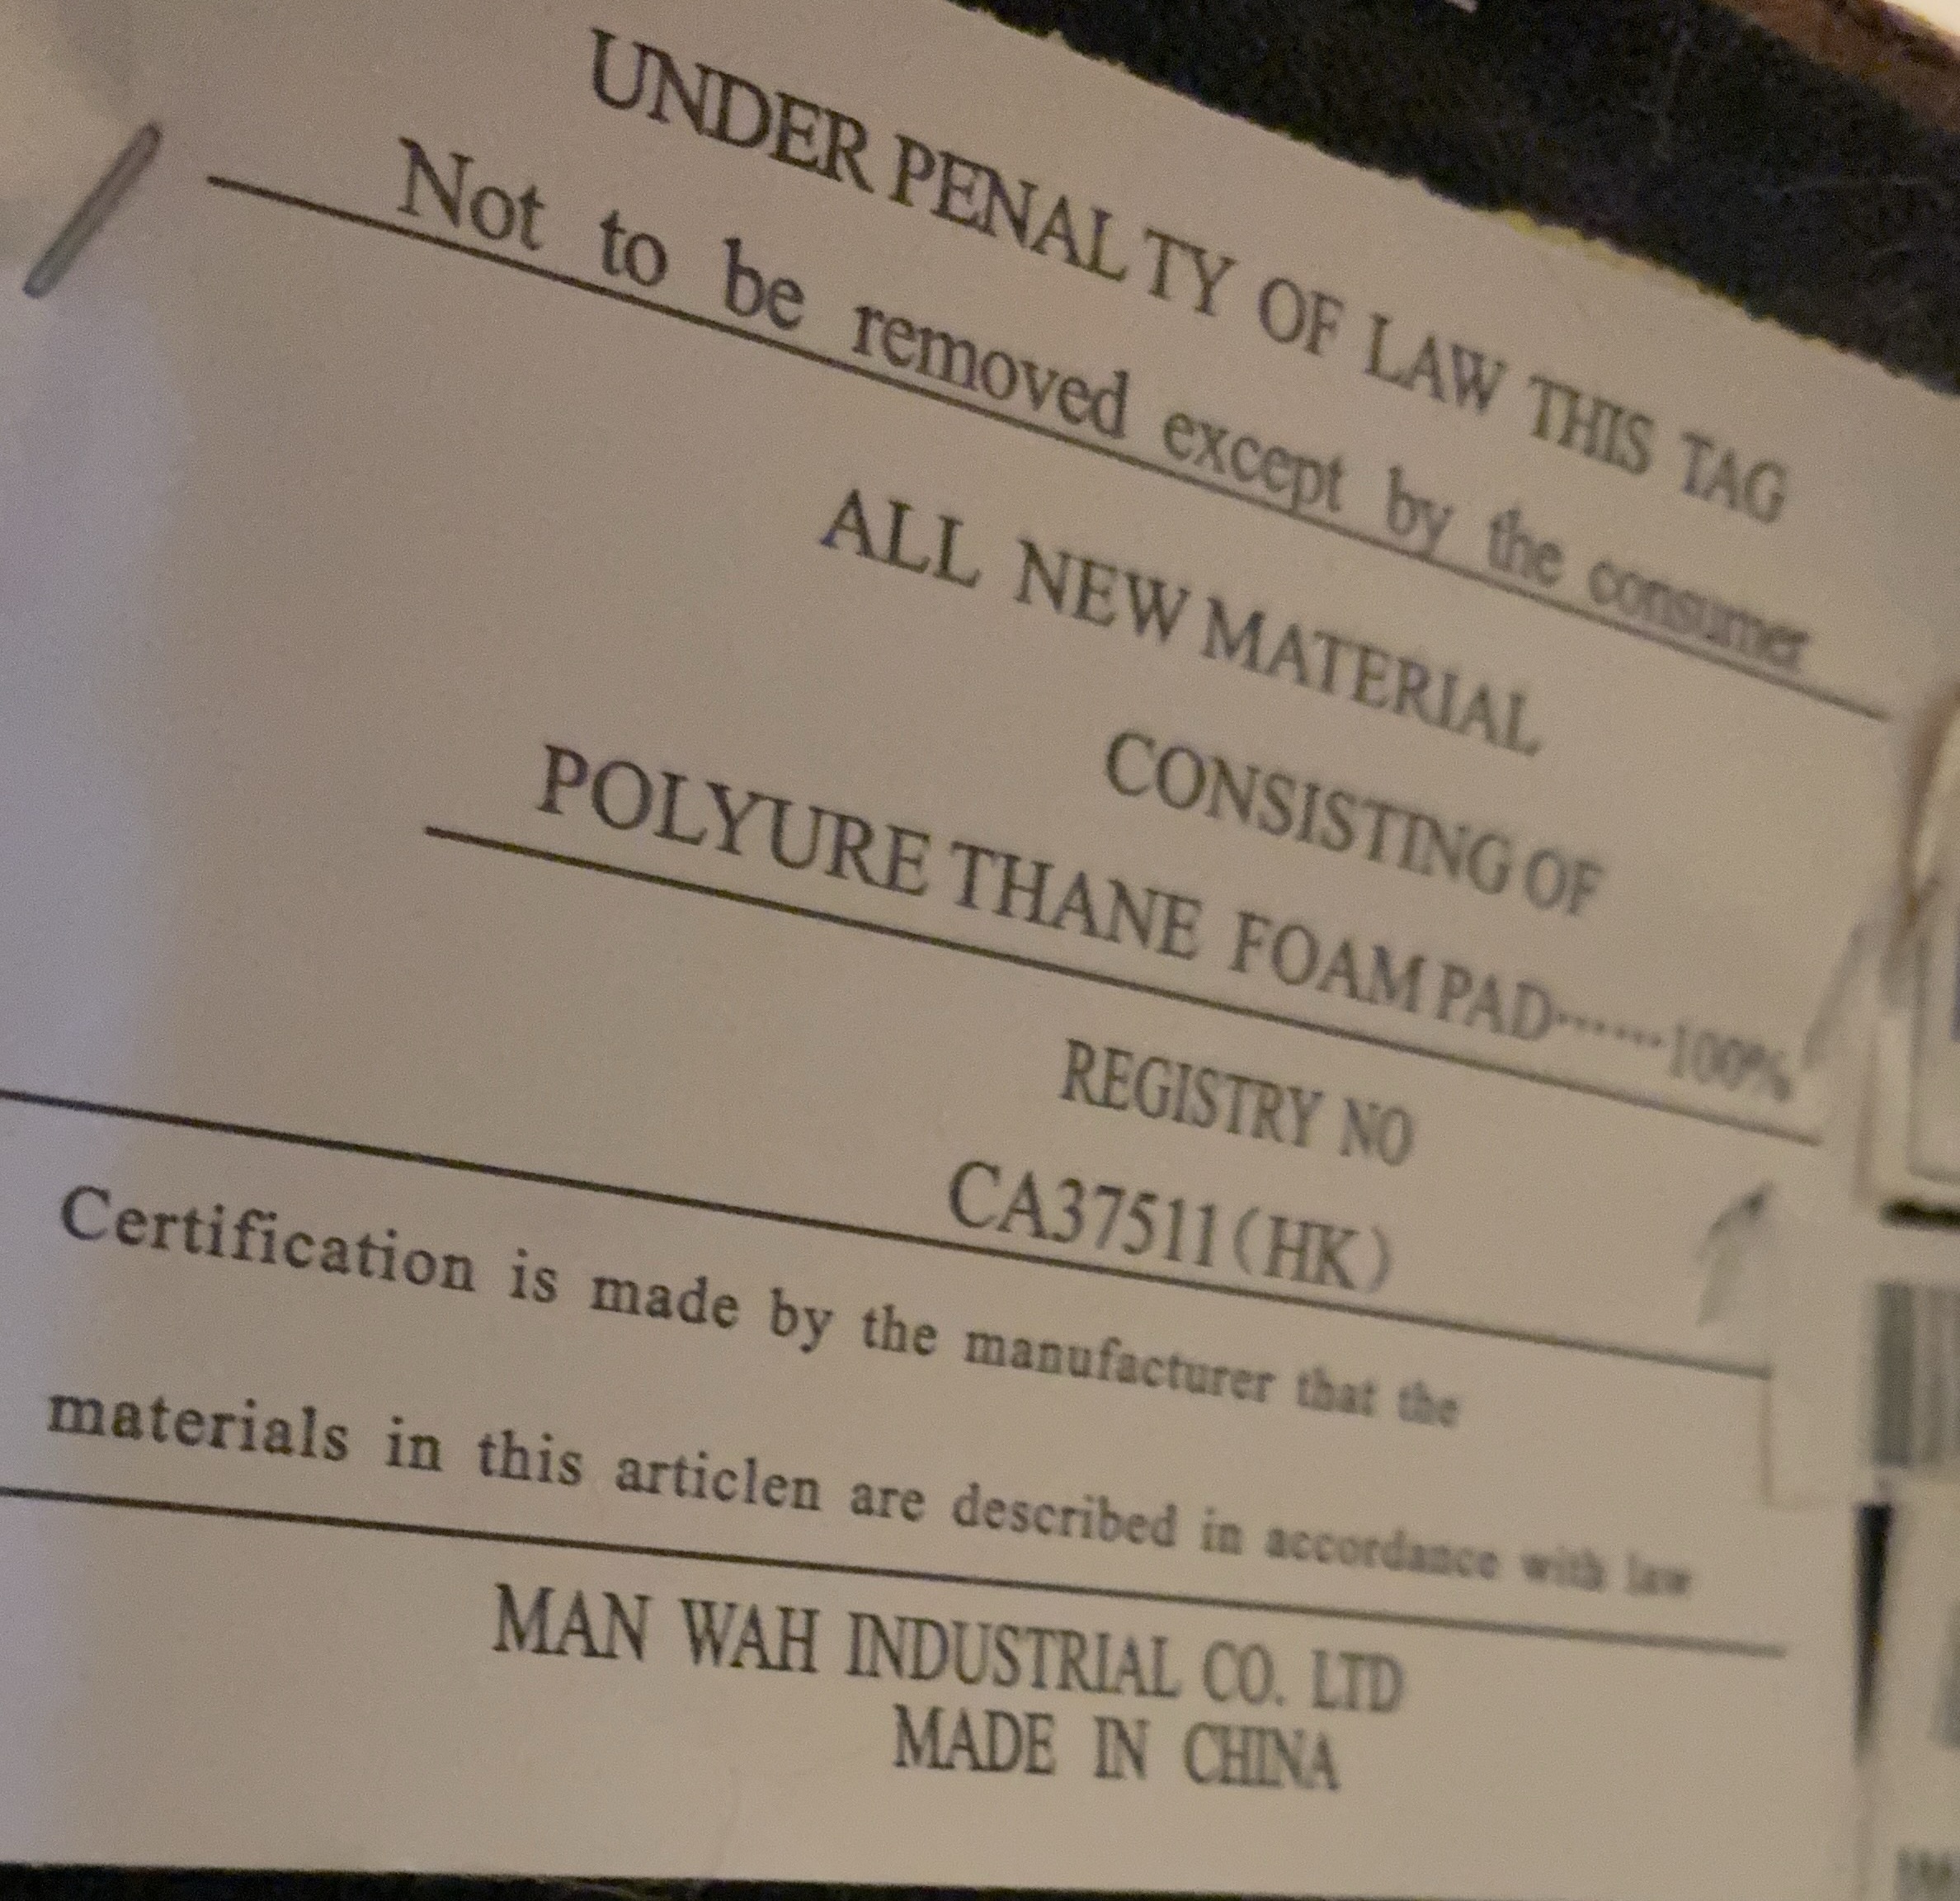 UNDER PENALTY OF LAW THIS TAG
Not to be removed except by the consumer
ALL NEW MATERIAL
CONSISTING OF
POLYURE THANE FOAM PAD······100%
REGISTRY NO
CA37511(HK)
Certification is made by the manufacturer that the
materials in this articlen are described in accordance with law
MAN WAH INDUSTRIAL CO. LTD
MADE IN CHINA